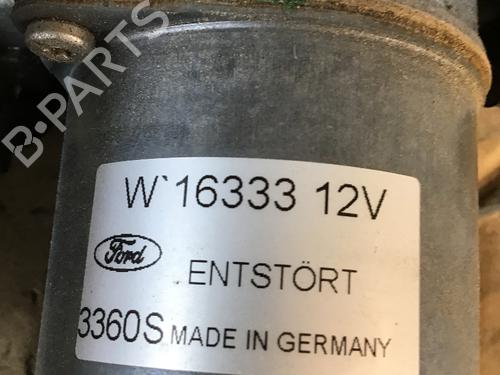 B-PARTS
W`16333 12V
Ford
ENTSTÖRT
3360S MADE IN GERMANY